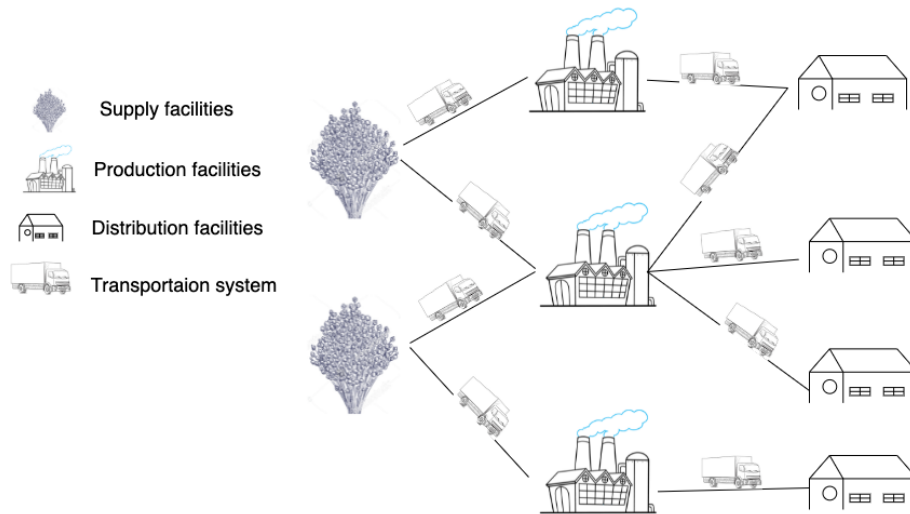 Supply facilities
Production facilities
Distribution facilities
Transportaion system